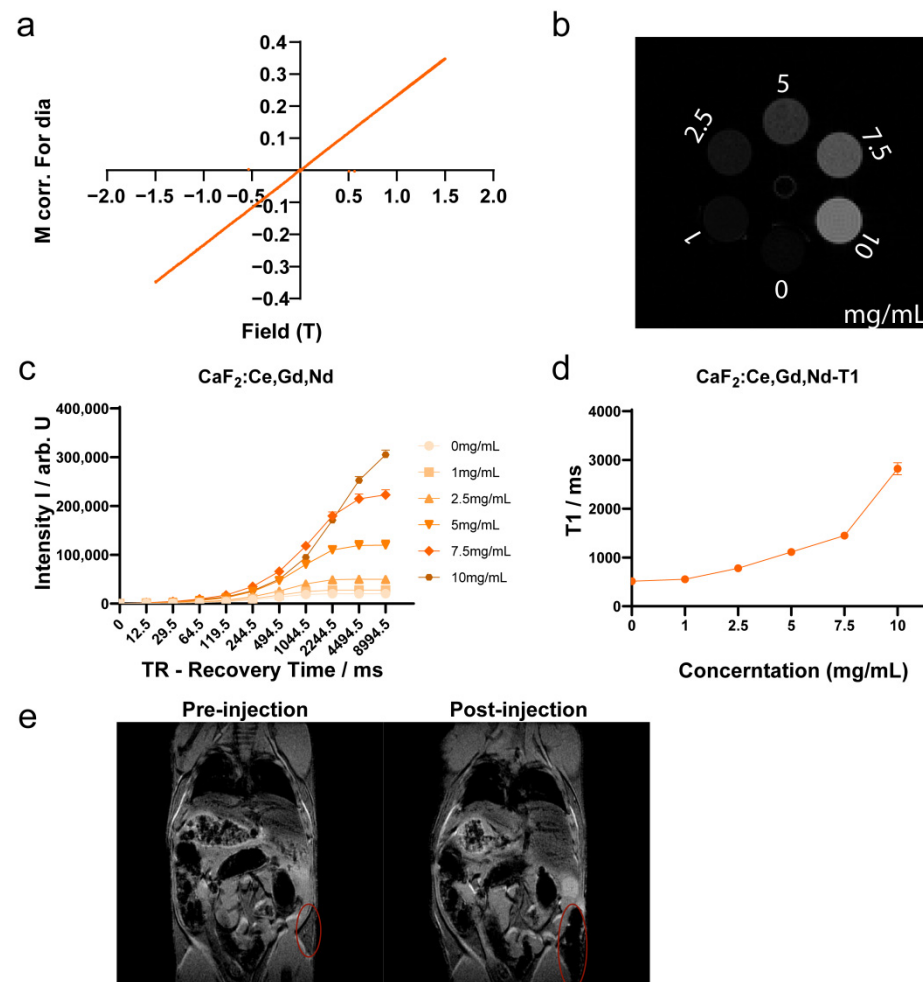 a
M corr. For dia
0.4
0.3
0.2
0.1
−2.0 −1.5 −1.0 −0.5 0.0 0.5 1.0 1.5 2.0
−0.1
−0.2
−0.3
−0.4
Field (T)
b
5
2.5
7.5
1
10
0
mg/mL
c
CaF₂:Ce,Gd,Nd
Intensity I / arb. U
400,000
300,000
200,000
100,000
0
0 12.5 29.5 64.5 119.5 244.5 494.5 1044.5 2244.5 4494.5 8994.5
TR - Recovery Time / ms
0mg/mL
1mg/mL
2.5mg/mL
5mg/mL
7.5mg/mL
10mg/mL
d
CaF₂:Ce,Gd,Nd-T1
T1 / ms
4000
3000
2000
1000
0
0 1 2.5 5 7.5 10
Concerntation (mg/mL)
e
Pre-injection
Post-injection